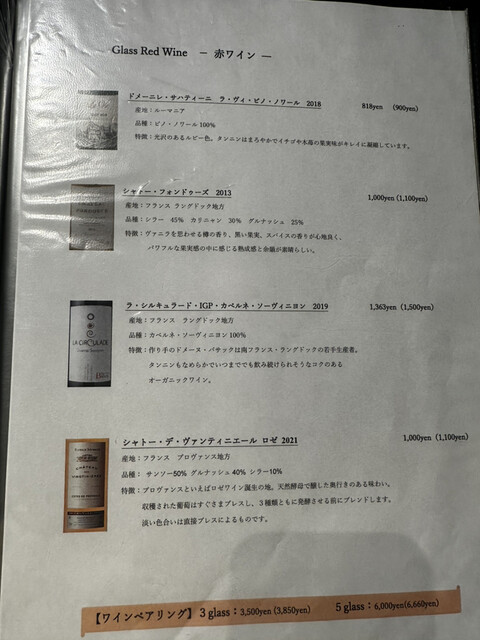 Glass Red Wine － 赤ワイン ―
ドメーニレ・サハティーニ ラ・ヴィ・ピノ・ノワール 2018 818yen (900yen)
産地：ルーマニア
品種：ピノ・ノワール 100%
特徴：光沢のあるルビー色。タンニンはまろやかでイチゴや木苺の果実味がキレイに凝縮しています。
シャトー・フォンドゥーズ 2013 1,000yen (1,100yen)
産地：フランス ラングドック地方
品種：シラー 45% カリニャン 30% グルナッシュ 25%
特徴：ヴァニラを思わせる樽の香り、黒い果実、スパイスの香りが心地良く、
パワフルな果実感の中に感じる熟成感と余韻が素晴らしい。
ラ・シルキュラード・IGP・カベルネ・ソーヴィニヨン 2019 1,363yen (1,500yen)
産地：フランス ラングドック地方
品種：カベルネ・ソーヴィニヨン 100%
特徴：作り手のドメーヌ・パサックは南フランス・ラングドックの若手生産者。
タンニンもなめらかでいつまででも飲み続けられそうなコクのある
オーガニックワイン。
LA CIRCULADE
シャトー・デ・ヴァンティニエール ロゼ 2021 1,000yen (1,100yen)
産地：フランス プロヴァンス地方
品種： サンソー50% グルナッシュ 40% シラー10%
特徴：プロヴァンスといえばロゼワイン誕生の地。天然酵母で醸した奥行きのある味わい。
収穫された葡萄はすぐさまプレスし、３種類ともに発酵させる前にブレンドします。
淡い色合いは直接プレスによるものです。
CHATEAU
【ワインペアリング】3 glass：3,500yen (3,850yen) 5 glass：6,000yen(6,660yen)